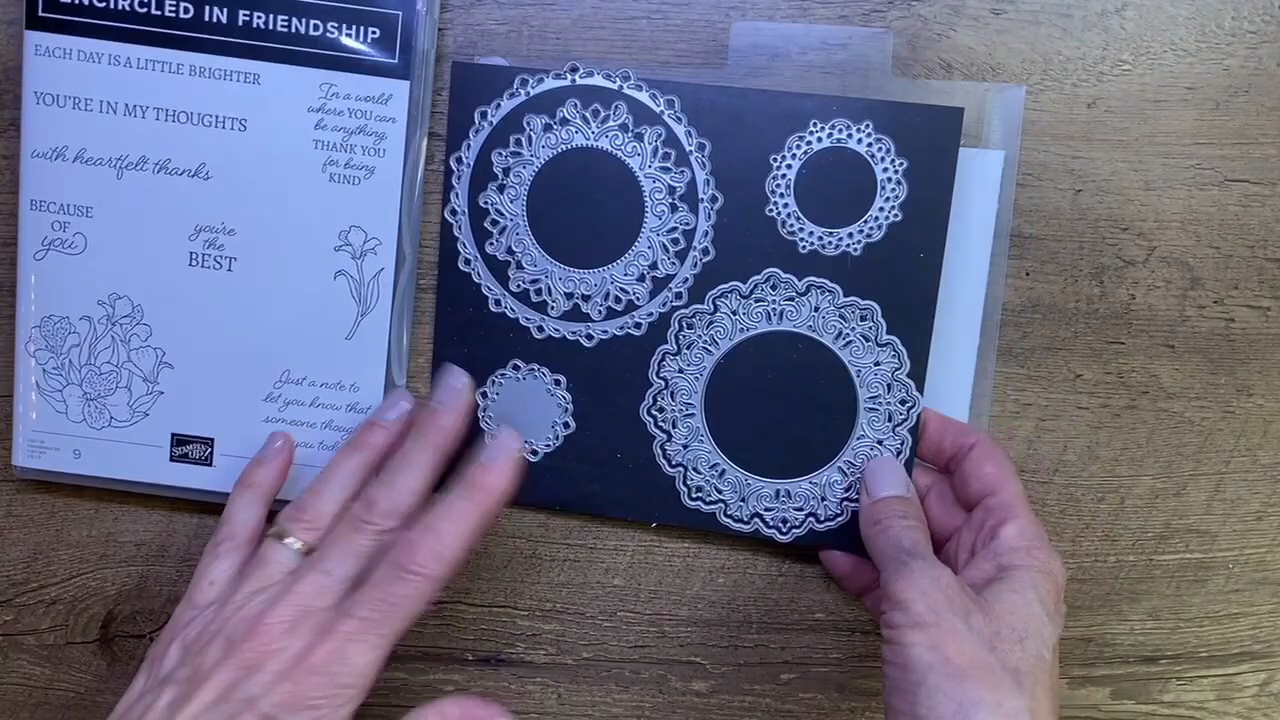 ENCIRCLED IN FRIENDSHIP
EACH DAY IS A LITTLE BRIGHTER
YOU'RE IN MY THOUGHTS
with heartfelt thanks
In a world
where YOU can
be anything,
THANK YOU
for being
KIND
BECAUSE
OF
you
you're
the
BEST
Just a note to
let you know that
someone
you
9
STAMPIN' UP!